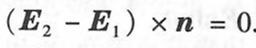 (E₂ − E₁) × n = 0.